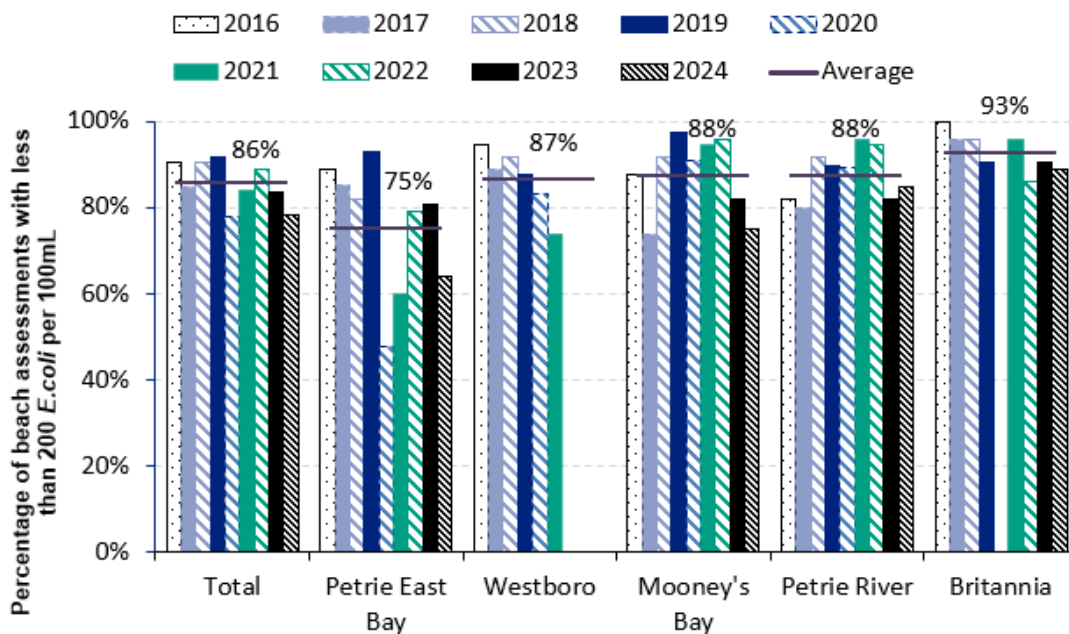 2016 2017 2018 2019 2020
2021 2022 2023 2024 Average
Percentage of beach assessments with less
than 200 E.coli per 100mL
100%
80%
60%
40%
20%
0%
86%
75%
87%
88%
88%
93%
Total
Petrie East
Bay
Westboro
Mooney's
Bay
Petrie River
Britannia